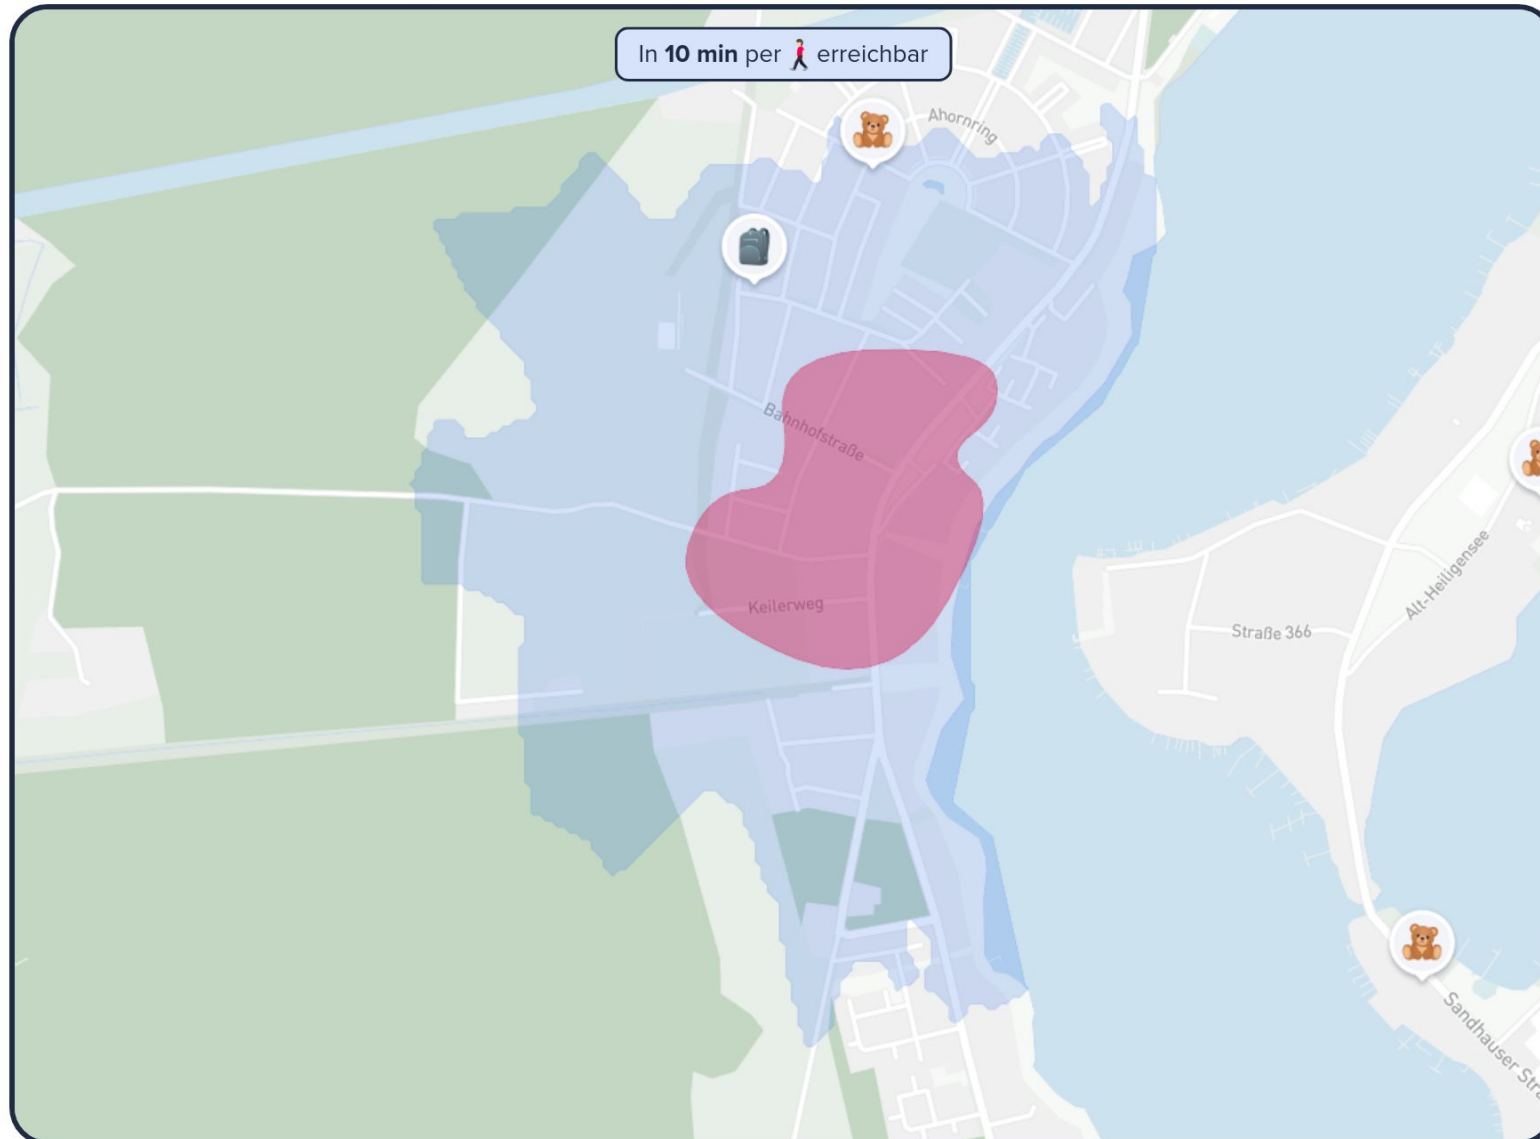 In 10 min per erreichbar
Ahornring
Bahnhofstraße
Keilerweg
Alt-Heiligensee
Straße 366